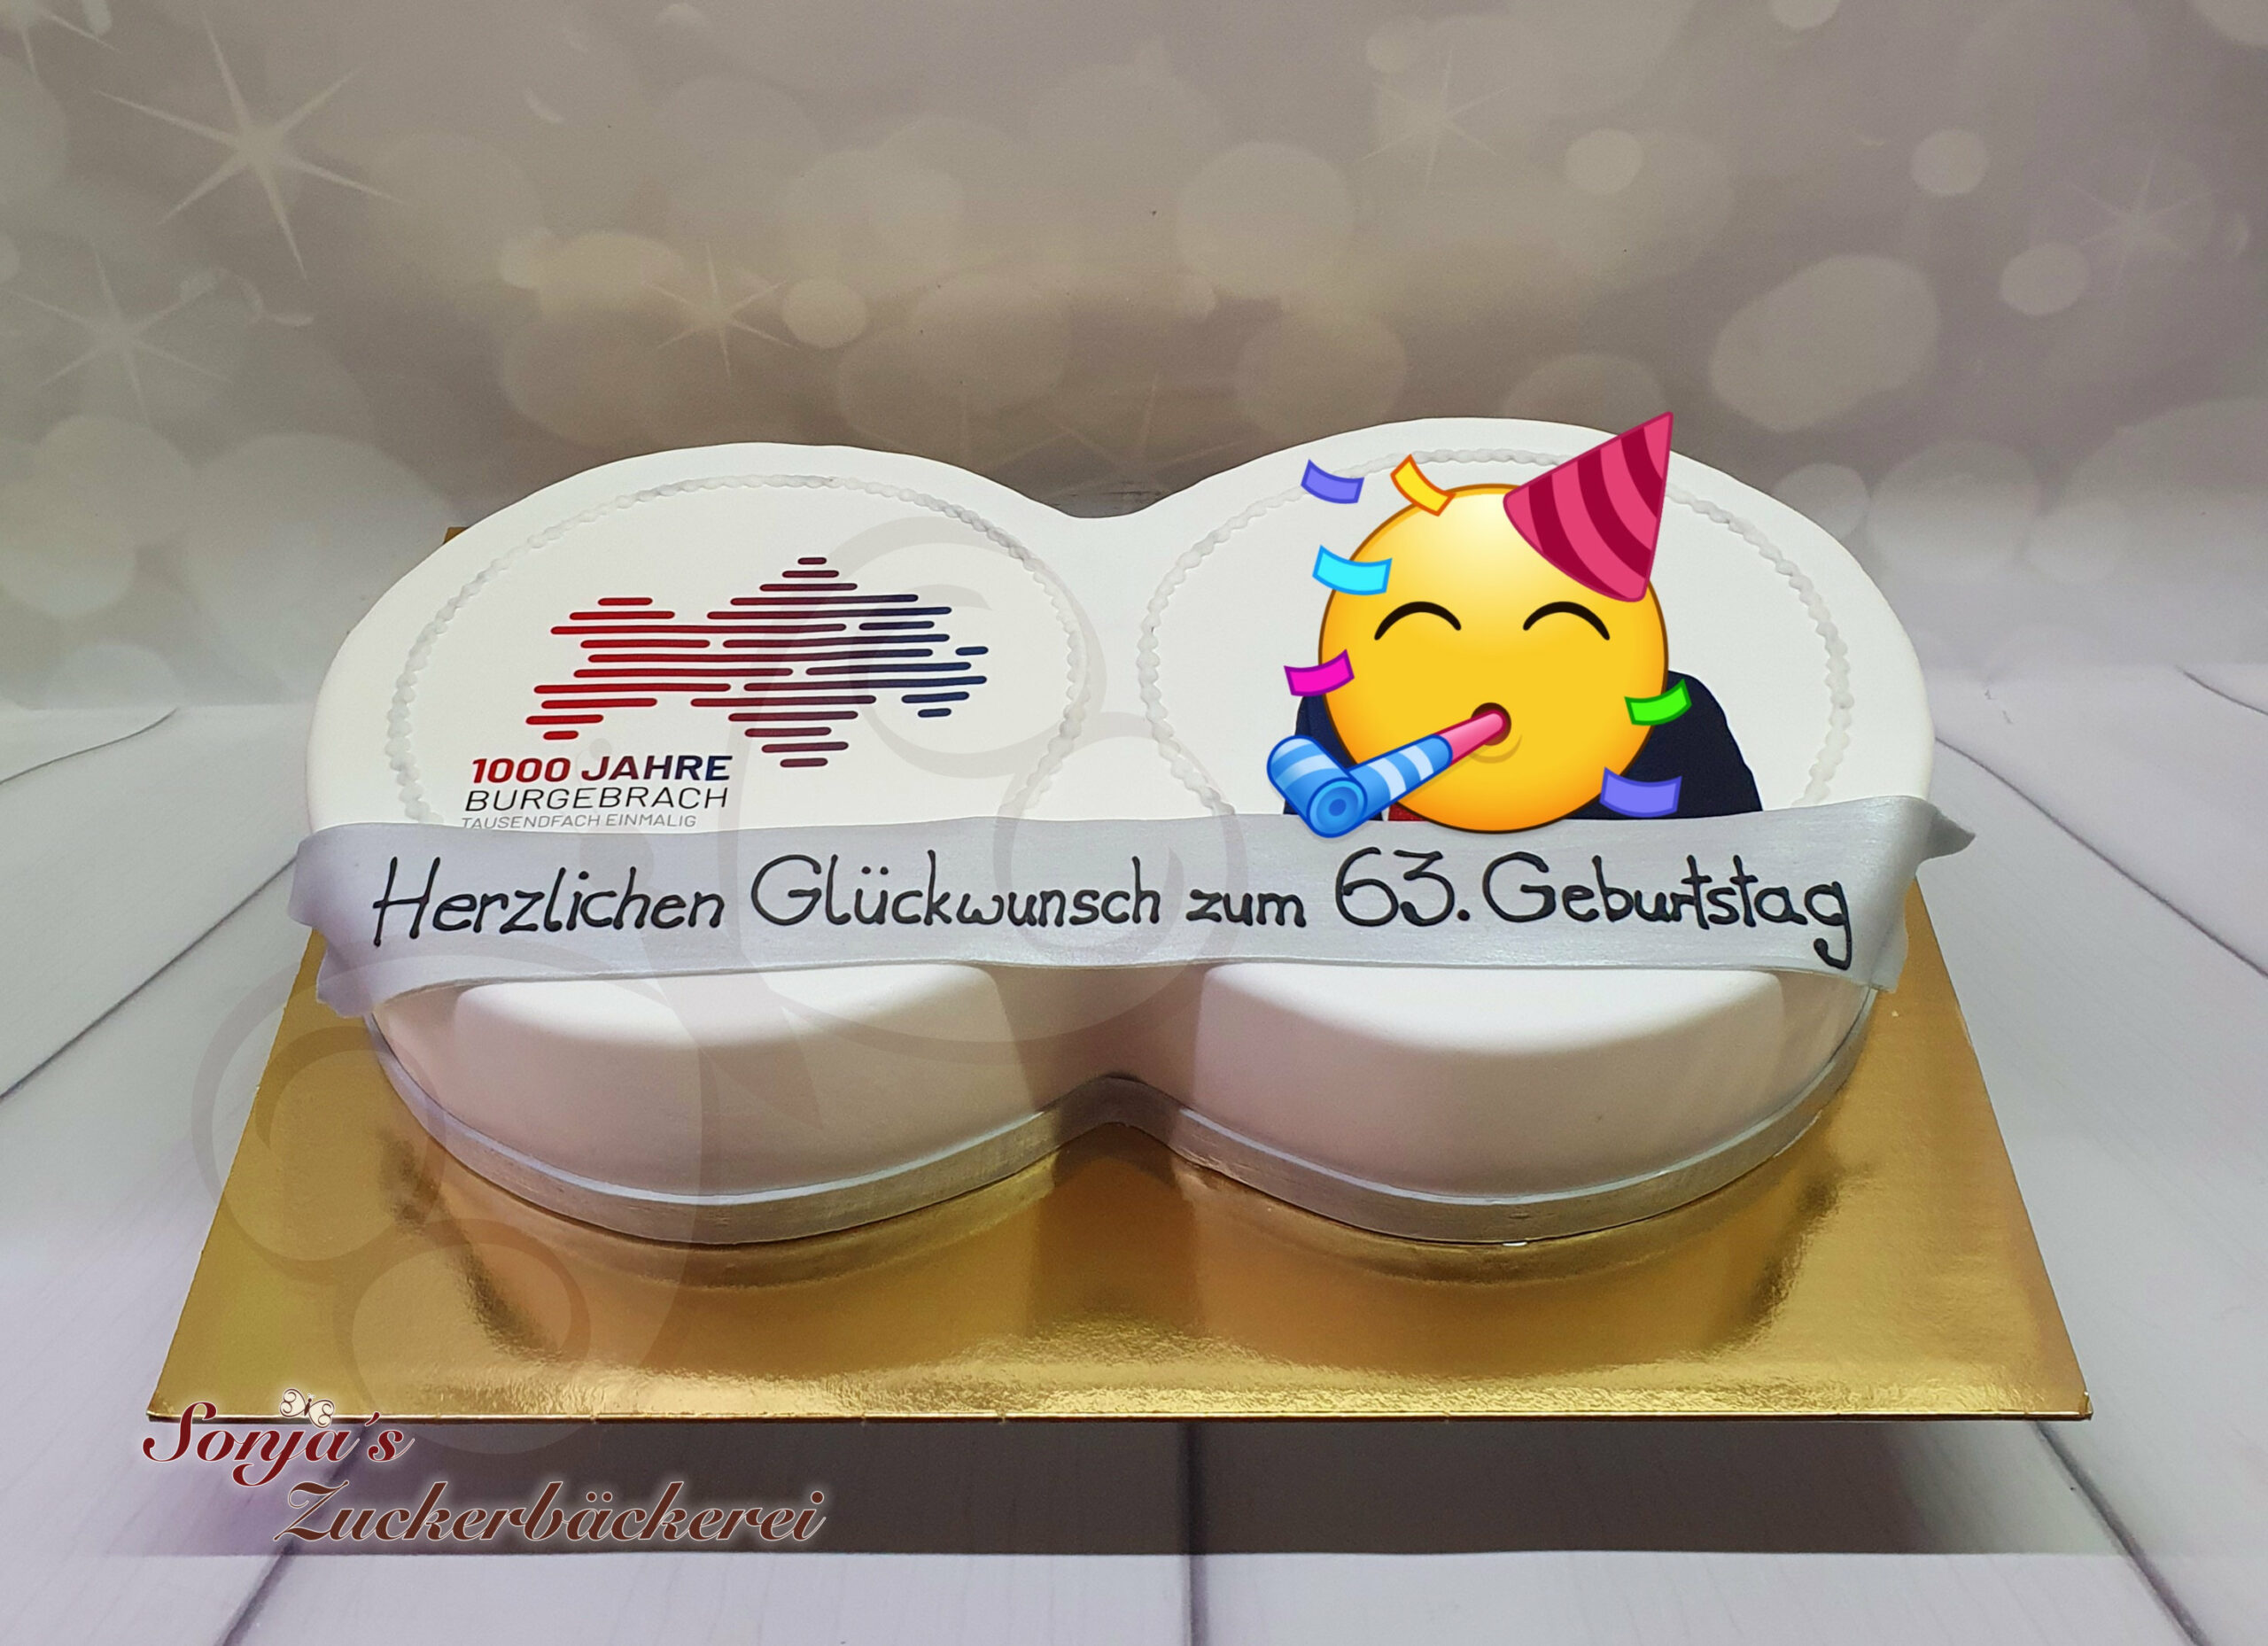 1000 JAHRE
BURGEBRACH
TAUSENDFACH EINMALIG
Herzlichen Glückwunsch zum 63. Geburtstag
Sonja's
Zuckerbäckerei